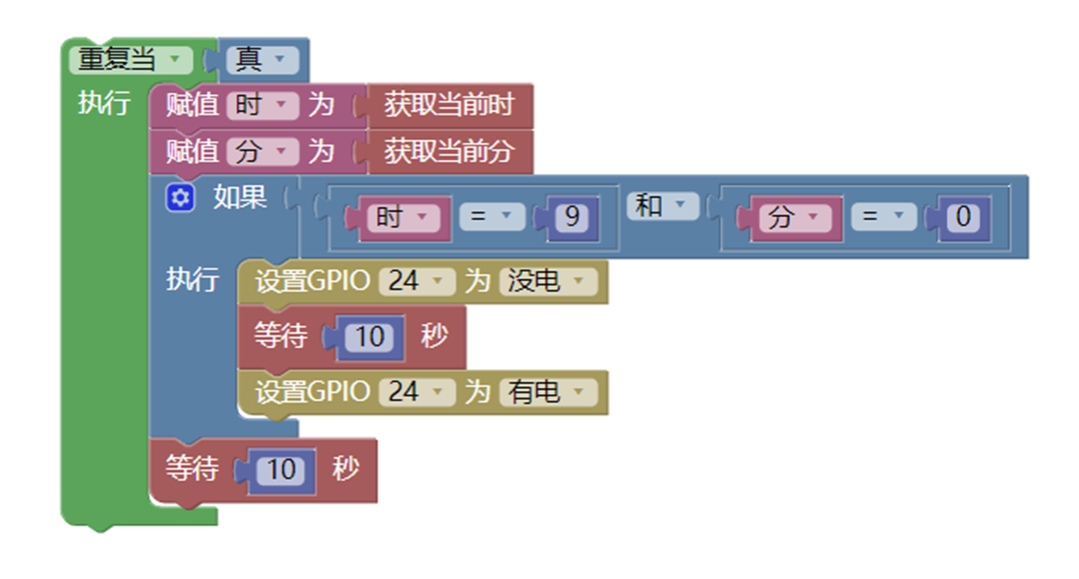 重复当 真
执行 赋值 时 为 获取当前时
赋值 分 为 获取当前分
如果 时 = 9 和 分 = 0
执行 设置GPIO 24 为 没电
等待 10 秒
设置GPIO 24 为 有电
等待 10 秒